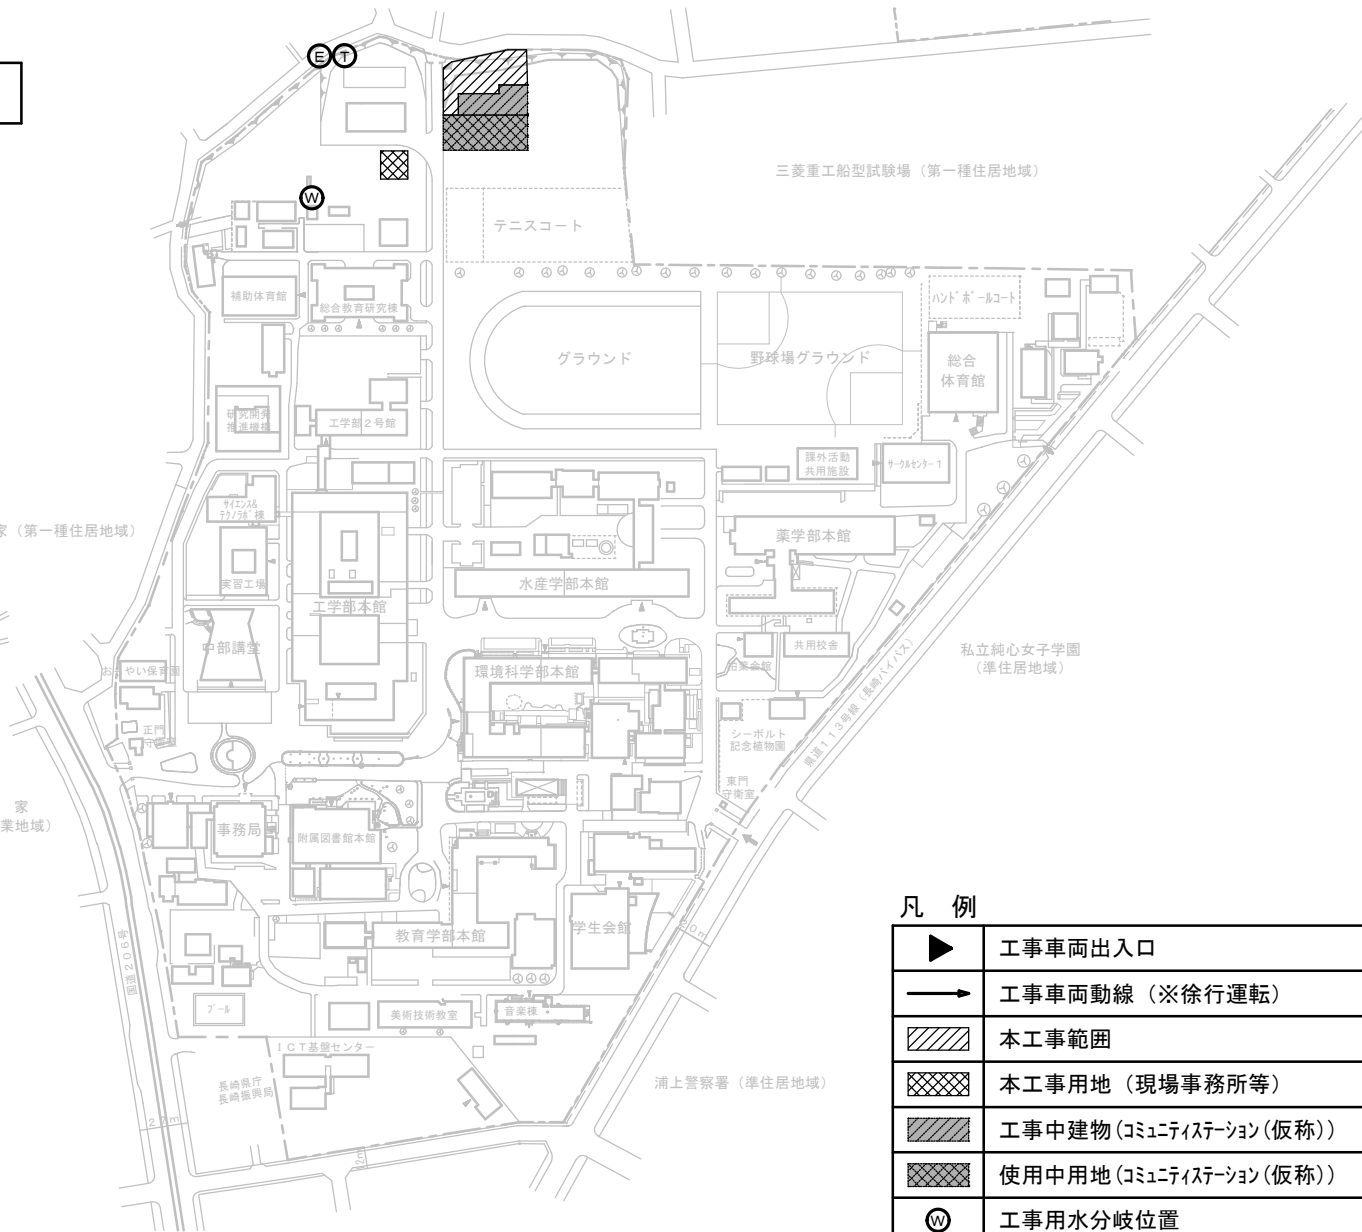 E T
W
三菱重工船型試験場（第一種住居地域）
テニスコート
補助体育館
総合教育研究棟
ハンドボールコート
グラウンド
野球場グラウンド
総合
体育館
研究開発
推進機構
工学部２号館
課外活動
共用施設
サークルセンター１
サイエンス&
テクノラボ棟
家（第一種住居地域）
薬学部本館
実習工場
水産学部本館
工学部本館
中部講堂
共用校舎
私立純心女子学園
（準住居地域）
環境科学部本館
県道１１３号線（長崎バイパス）
正門
守衛室
シーボルト
記念植物園
東門
守衛室
家
業地域）
事務局
附属図書館本館
学生会館
教育学部本館
２０ｍ
国道２０６号
プール
美術技術教室
音楽棟
ＩＣＴ基盤センター
長崎県庁
長崎振興局
浦上警察署（準住居地域）
２７ｍ
凡　例
工事車両出入口
工事車両動線（※徐行運転）
本工事範囲
本工事用地（現場事務所等）
工事中建物(コミュニティステーション(仮称))
使用中用地(コミュニティステーション(仮称))
W 工事用水分岐位置